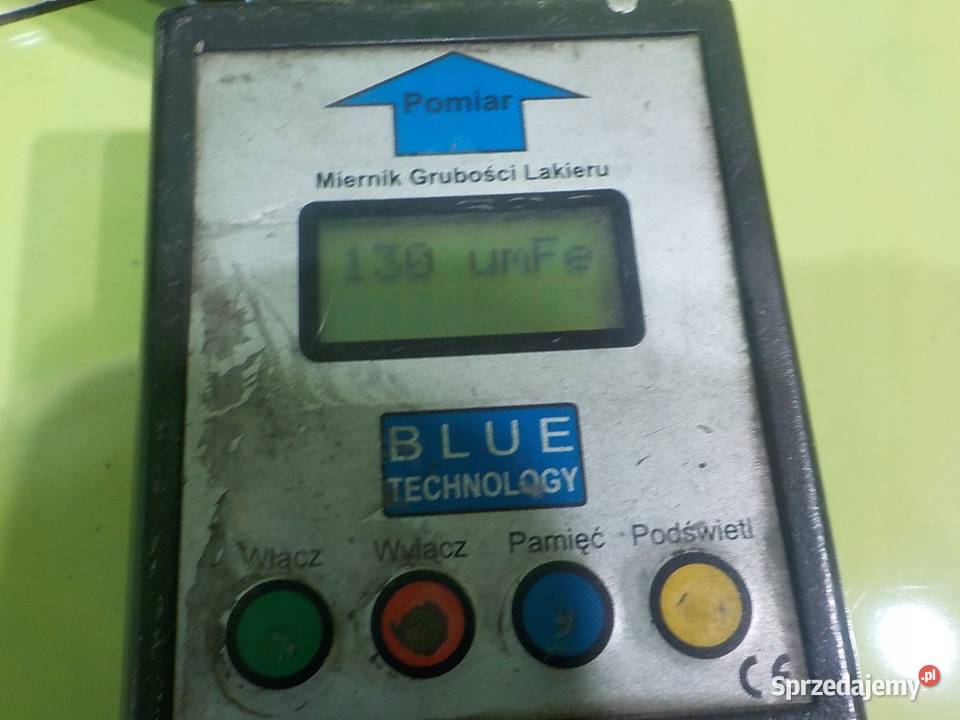 Pomiar
Miernik Grubości Lakieru
130 umFe
BLUE
TECHNOLOGY
Włącz Wyłącz Pamięć Podświetl
CE
Sprzedajemy.pl